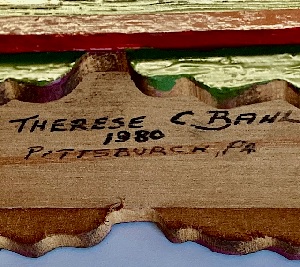 THERESE C. BAHL
1980
PITTSBURGH, PA